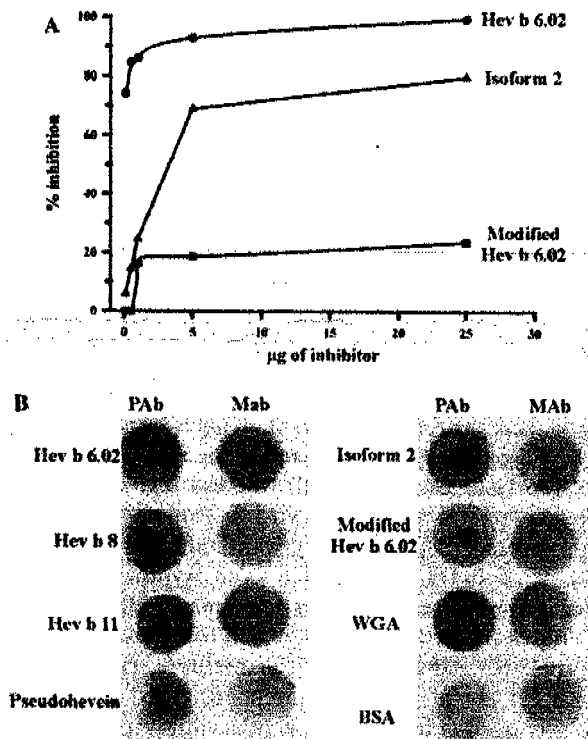 A
100
80
60
40
20
0
% inhibition
Hev b 6.02
Isoform 2
Modified
Hev b 6.02
0 5 10 15 20 25 30
µg of inhibitor
B
PAb Mab
Hev b 6.02
Hev b 8
Hev b 11
Pseudohevein
PAb MAb
Isoform 2
Modified
Hev b 6.02
WGA
BSA